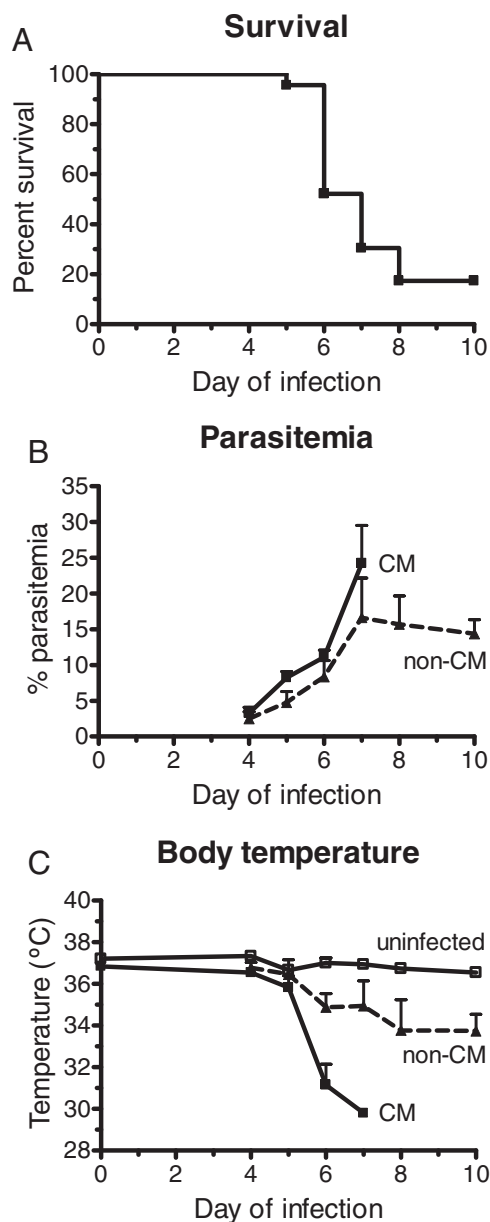 A
Survival
100
80
60
40
20
0
Percent survival
0 2 4 6 8 10
Day of infection
B
Parasitemia
35
30
25
20
15
10
5
0
% parasitemia
CM
non-CM
0 2 4 6 8 10
Day of infection
C
Body temperature
40
38
36
34
32
30
28
Temperature (°C)
uninfected
non-CM
CM
0 2 4 6 8 10
Day of infection